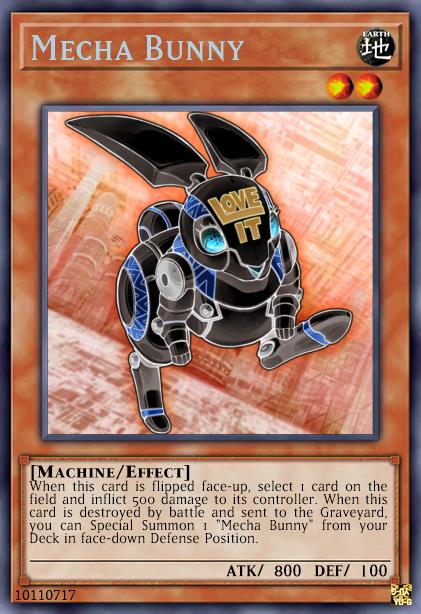 Mecha Bunny
EARTH
地
LOVE
IT
[Machine/Effect]
When this card is flipped face-up, select 1 card on the
field and inflict 500 damage to its controller. When this
card is destroyed by battle and sent to the Graveyard,
you can Special Summon 1 "Mecha Bunny" from your
Deck in face-down Defense Position.
ATK/ 800 DEF/ 100
10110717